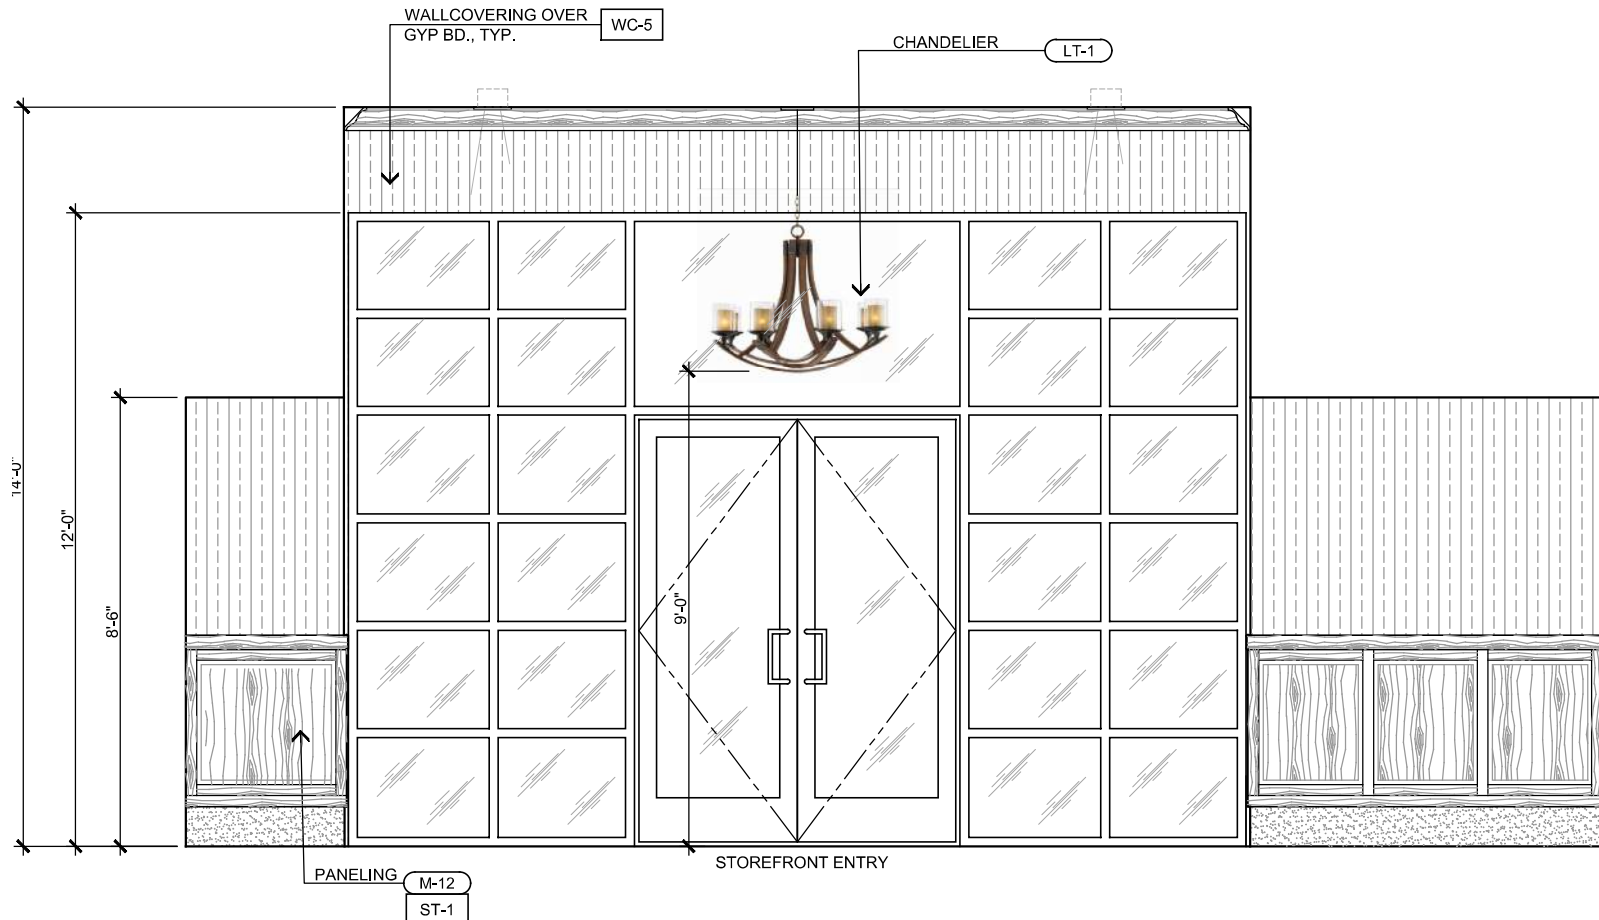 WALLCOVERING OVER
GYP BD., TYP.
WC-5
CHANDELIER
LT-1
14'-0"
12'-0"
8'-6"
9'-0"
STOREFRONT ENTRY
PANELING
M-12
ST-1